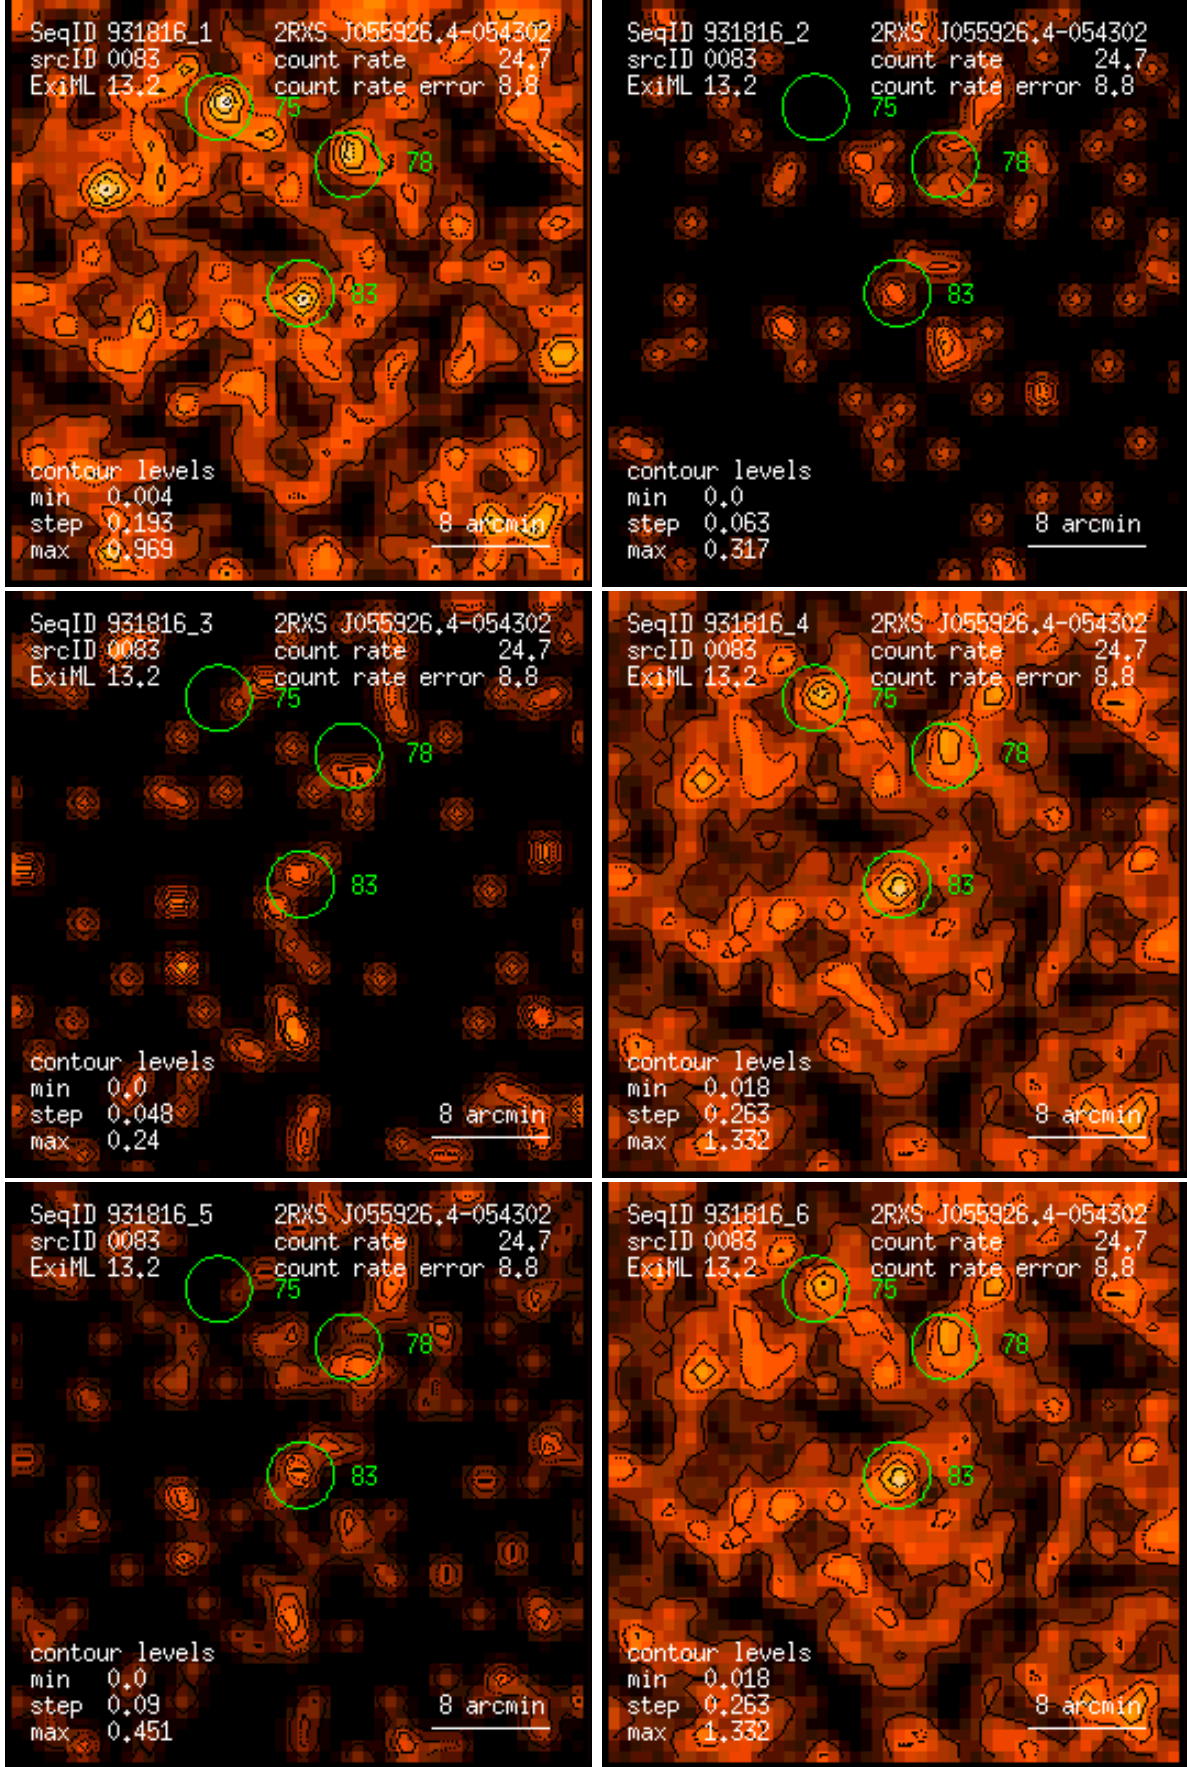 SeqID 931816_1 2RXS J055926.4-054302
srcID 0083 count rate 24.7
ExiML 13.2 count rate error 8.8
75
78
83
contour levels
min 0.004
step 0.193 8 arcmin
max 0.969
SeqID 931816_2 2RXS J055926.4-054302
srcID 0083 count rate 24.7
ExiML 13.2 count rate error 8.8
75
78
83
contour levels
min 0.0
step 0.063 8 arcmin
max 0.317
SeqID 931816_3 2RXS J055926.4-054302
srcID 0083 count rate 24.7
ExiML 13.2 count rate error 8.8
75
78
83
contour levels
min 0.0
step 0.048 8 arcmin
max 0.24
SeqID 931816_4 2RXS J055926.4-054302
srcID 0083 count rate 24.7
ExiML 13.2 count rate error 8.8
75
78
83
contour levels
min 0.018
step 0.263 8 arcmin
max 1.332
SeqID 931816_5 2RXS J055926.4-054302
srcID 0083 count rate 24.7
ExiML 13.2 count rate error 8.8
75
78
83
contour levels
min 0.0
step 0.09 8 arcmin
max 0.451
SeqID 931816_6 2RXS J055926.4-054302
srcID 0083 count rate 24.7
ExiML 13.2 count rate error 8.8
75
78
83
contour levels
min 0.018
step 0.263 8 arcmin
max 1.332